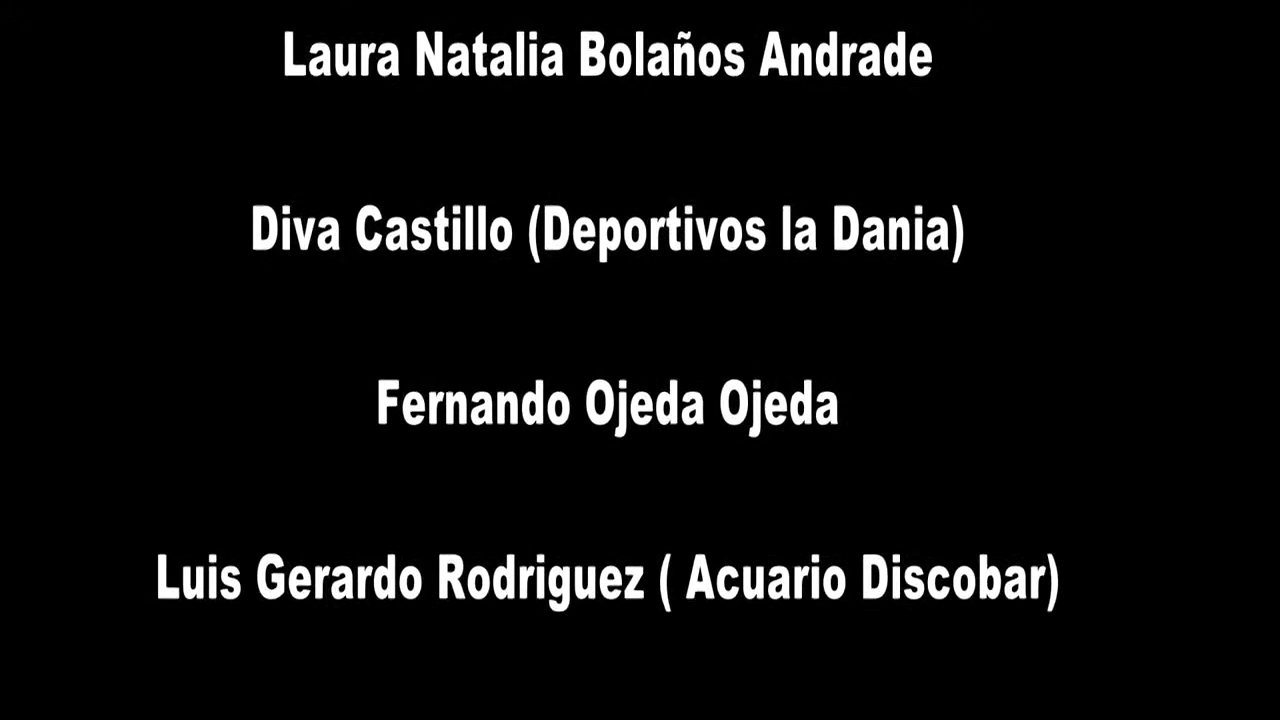 Laura Natalia Bolaños Andrade
Diva Castillo (Deportivos la Dania)
Fernando Ojeda Ojeda
Luis Gerardo Rodriguez ( Acuario Discobar)